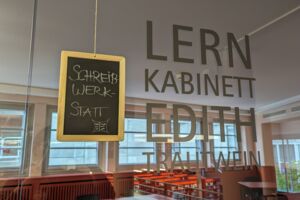 SCHREIB
WERK-
STATT
LERN
KABINETT
EDITH
TRAUTWEIN